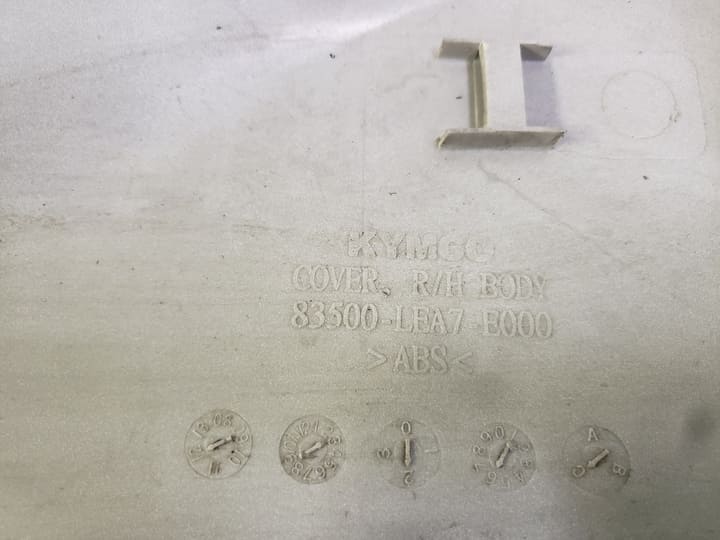 KYMCO
COVER, R/H BODY
83500-LEA7-E000
>ABS<